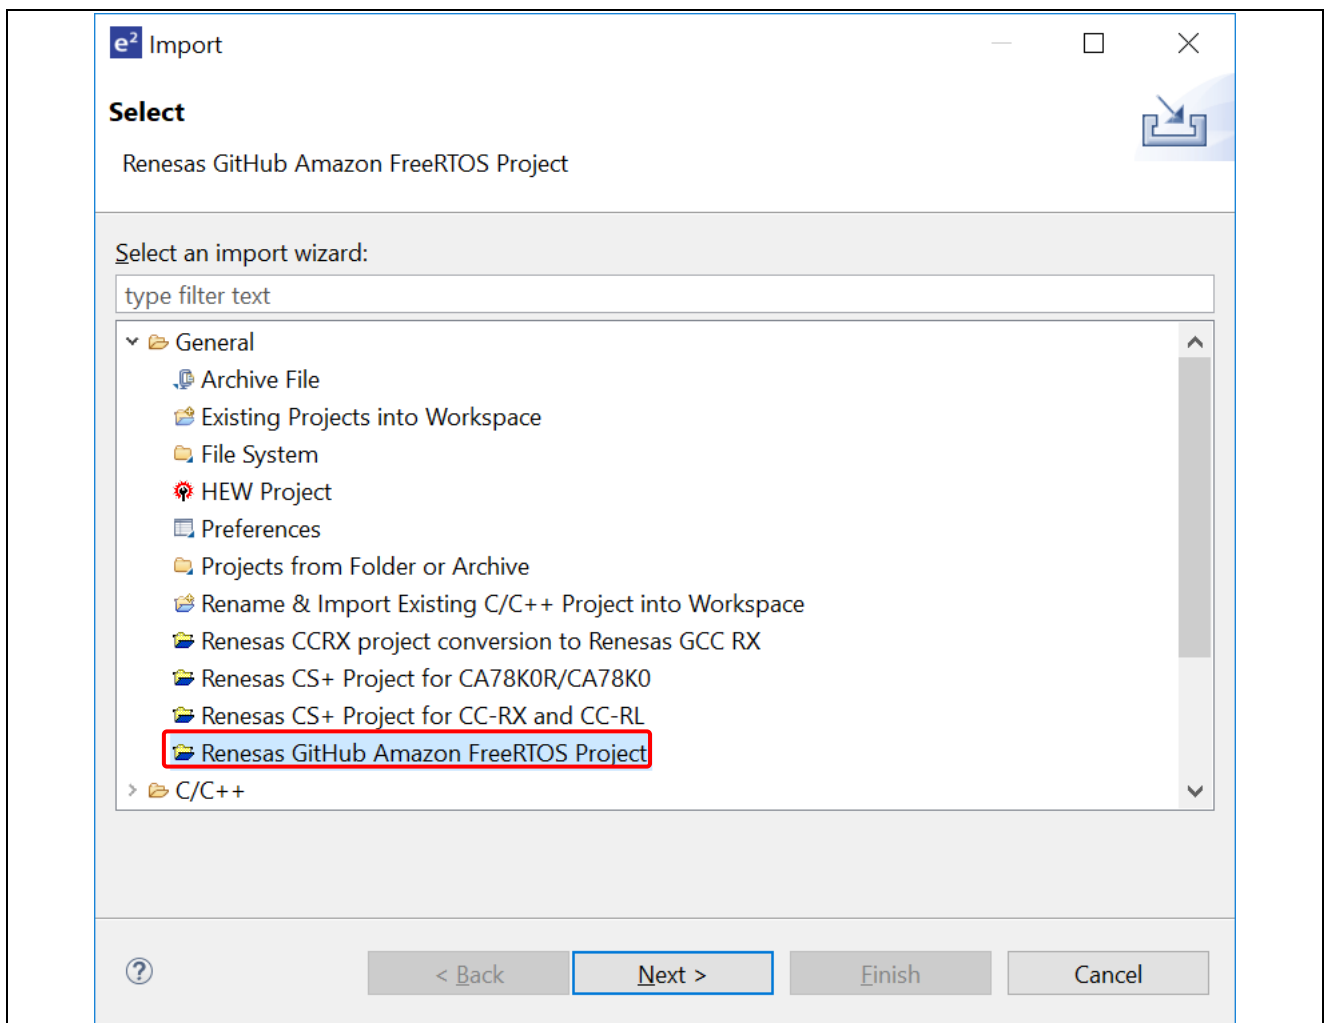 e² Import
Select
Renesas GitHub Amazon FreeRTOS Project
Select an import wizard:
type filter text
General
Archive File
Existing Projects into Workspace
File System
HEW Project
Preferences
Projects from Folder or Archive
Rename & Import Existing C/C++ Project into Workspace
Renesas CCRX project conversion to Renesas GCC RX
Renesas CS+ Project for CA78K0R/CA78K0
Renesas CS+ Project for CC-RX and CC-RL
Renesas GitHub Amazon FreeRTOS Project
C/C++
? < Back Next > Finish Cancel